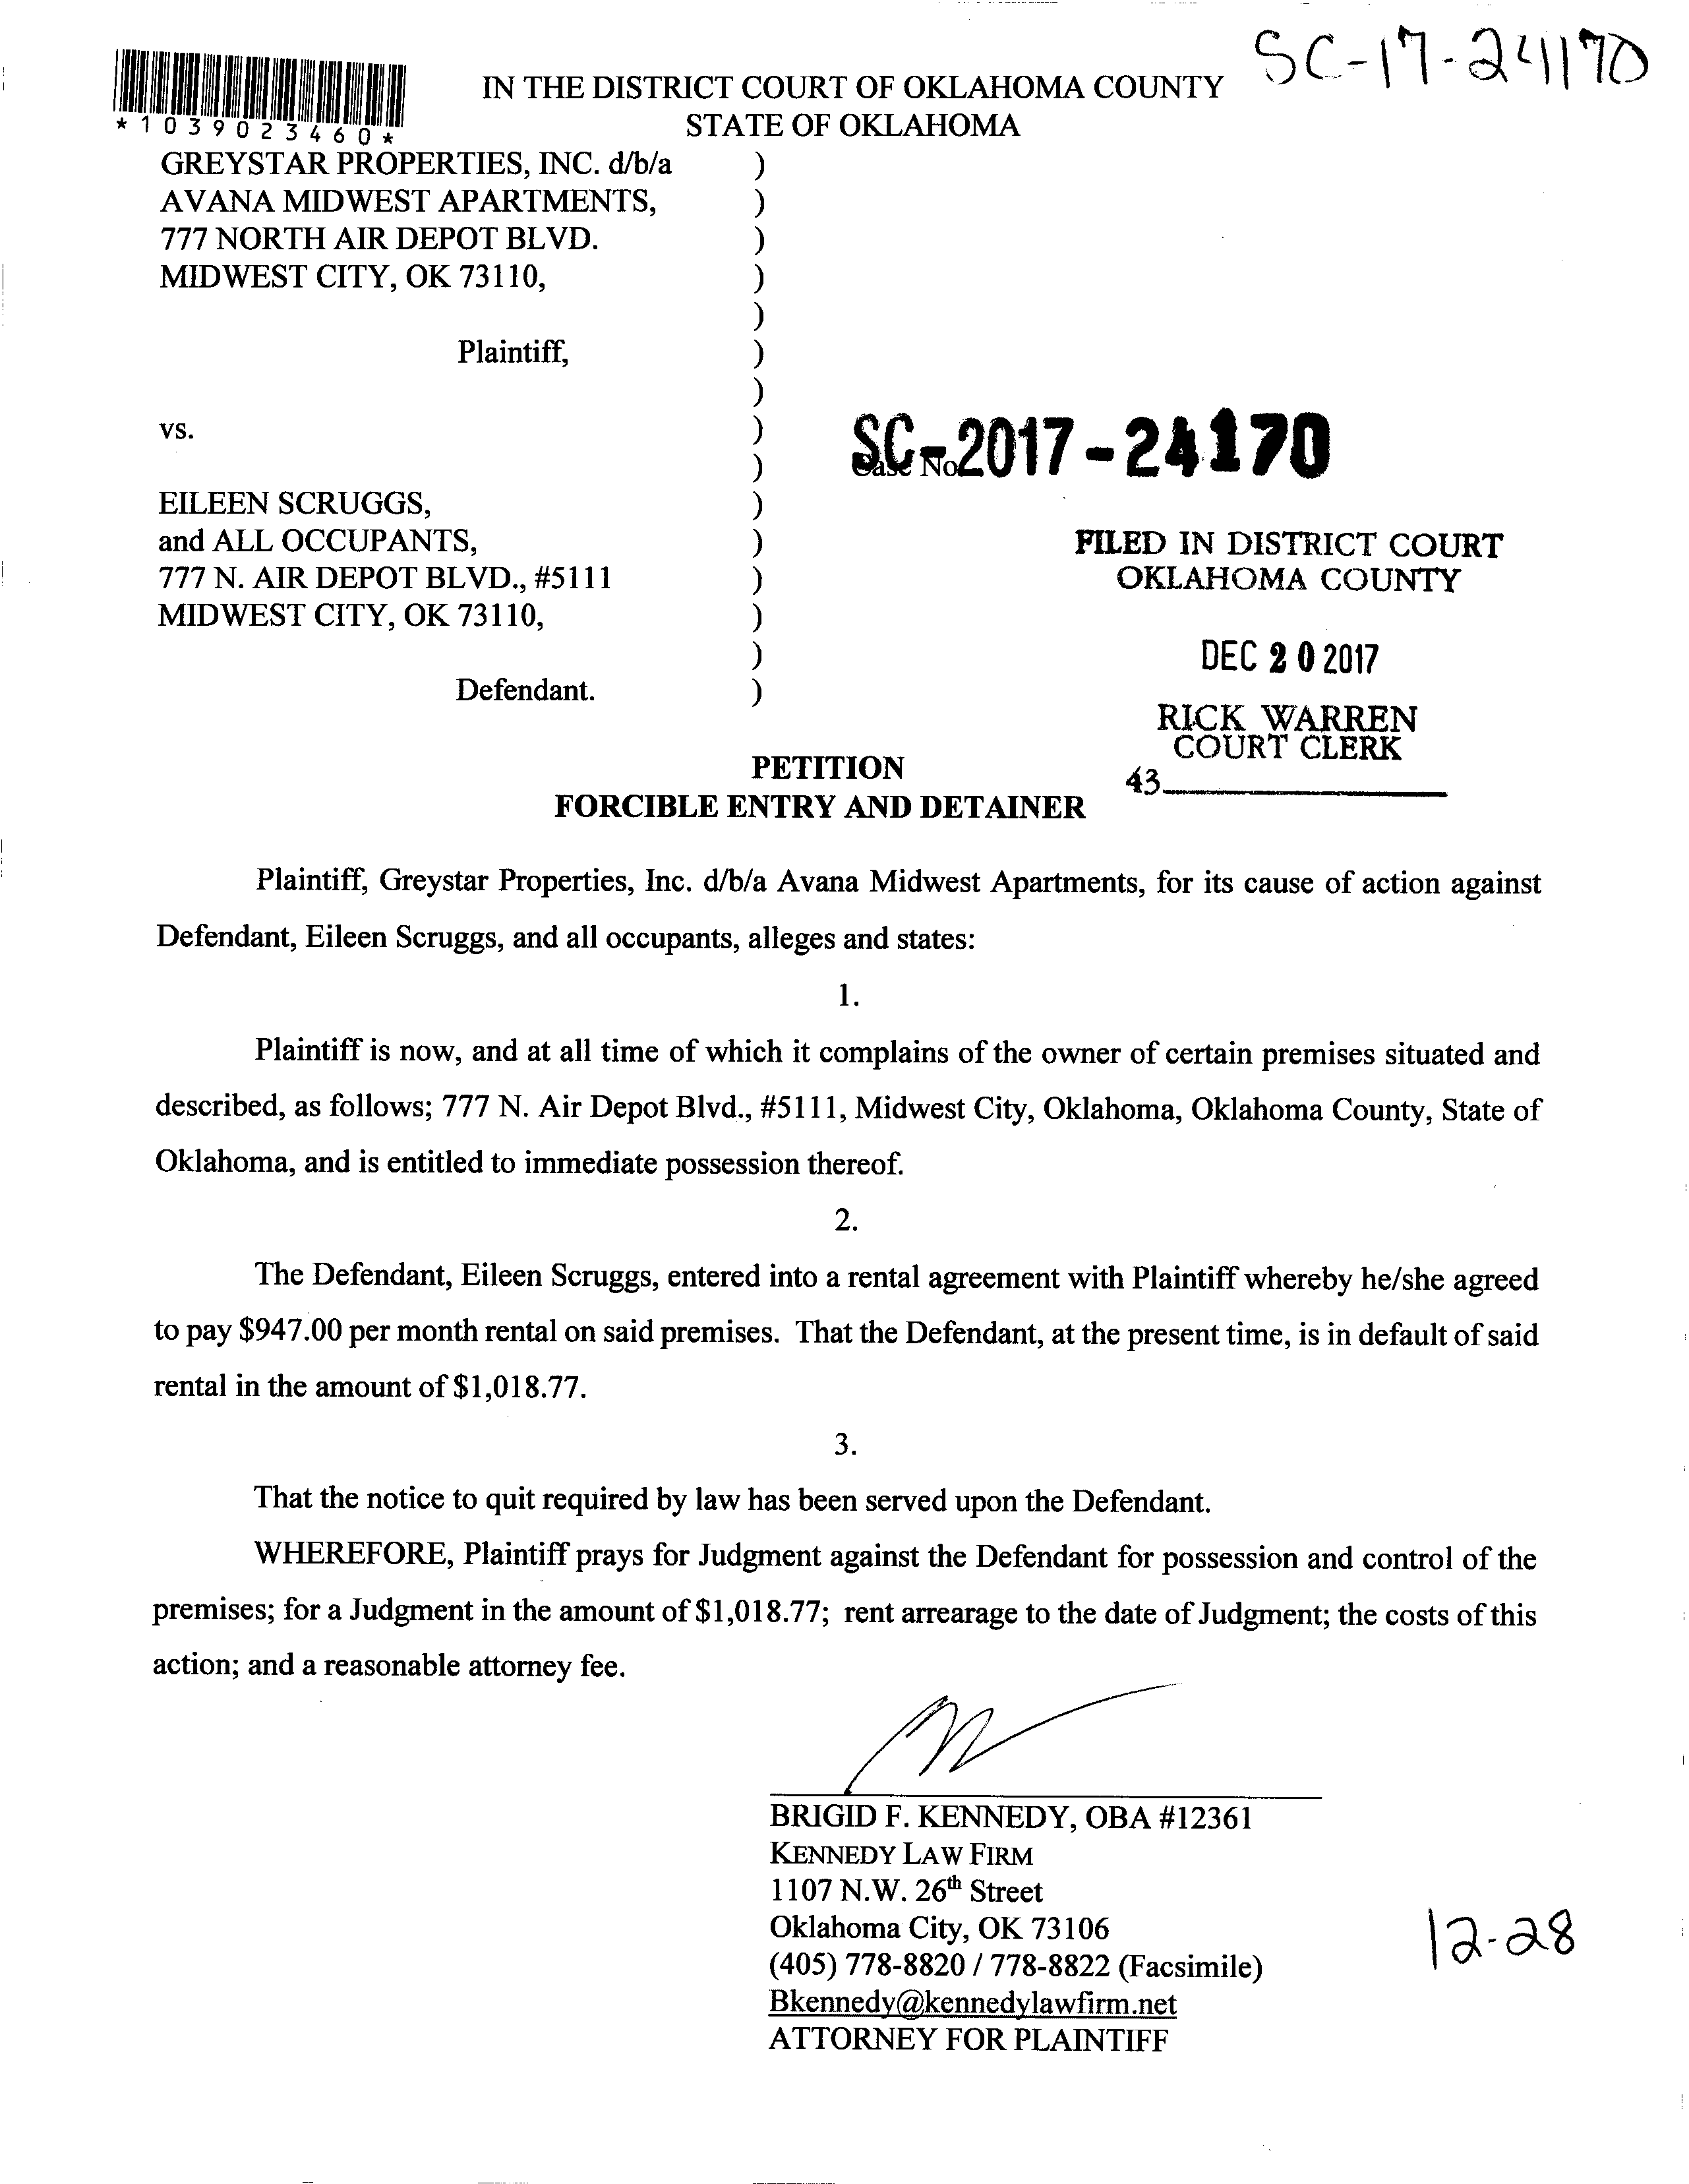 SC-17-24170
*1039023460*
IN THE DISTRICT COURT OF OKLAHOMA COUNTY
STATE OF OKLAHOMA
GREYSTAR PROPERTIES, INC. d/b/a )
AVANA MIDWEST APARTMENTS, )
777 NORTH AIR DEPOT BLVD. )
MIDWEST CITY, OK 73110, )
)
Plaintiff, )
)
vs. )
) Case No. SC-2017-24170
EILEEN SCRUGGS, )
and ALL OCCUPANTS, )
777 N. AIR DEPOT BLVD., #5111 )
MIDWEST CITY, OK 73110, )
)
Defendant. )
FILED IN DISTRICT COURT
OKLAHOMA COUNTY
DEC 20 2017
RICK WARREN
COURT CLERK
43
PETITION
FORCIBLE ENTRY AND DETAINER
Plaintiff, Greystar Properties, Inc. d/b/a Avana Midwest Apartments, for its cause of action against
Defendant, Eileen Scruggs, and all occupants, alleges and states:
1.
Plaintiff is now, and at all time of which it complains of the owner of certain premises situated and
described, as follows; 777 N. Air Depot Blvd., #5111, Midwest City, Oklahoma, Oklahoma County, State of
Oklahoma, and is entitled to immediate possession thereof.
2.
The Defendant, Eileen Scruggs, entered into a rental agreement with Plaintiff whereby he/she agreed
to pay $947.00 per month rental on said premises. That the Defendant, at the present time, is in default of said
rental in the amount of $1,018.77.
3.
That the notice to quit required by law has been served upon the Defendant.
WHEREFORE, Plaintiff prays for Judgment against the Defendant for possession and control of the
premises; for a Judgment in the amount of $1,018.77; rent arrearage to the date of Judgment; the costs of this
action; and a reasonable attorney fee.
BRIGID F. KENNEDY, OBA #12361
KENNEDY LAW FIRM
1107 N.W. 26th Street
Oklahoma City, OK 73106
(405) 778-8820 / 778-8822 (Facsimile)
Bkennedy@kennedylawfirm.net
ATTORNEY FOR PLAINTIFF
12-28